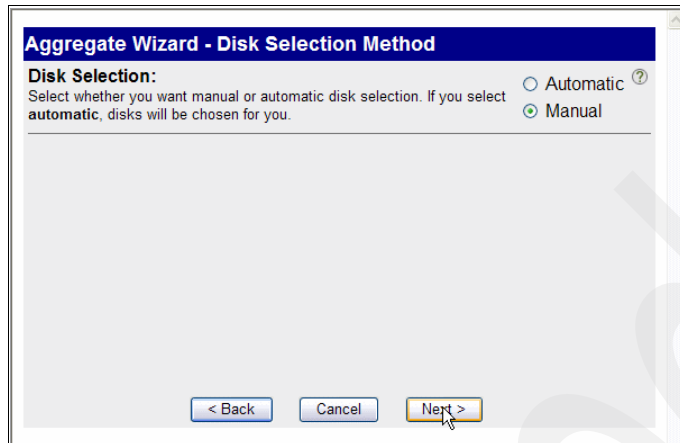 Aggregate Wizard - Disk Selection Method
Disk Selection:
Select whether you want manual or automatic disk selection. If you select
automatic, disks will be chosen for you.
Automatic ?
Manual
< Back Cancel Next >